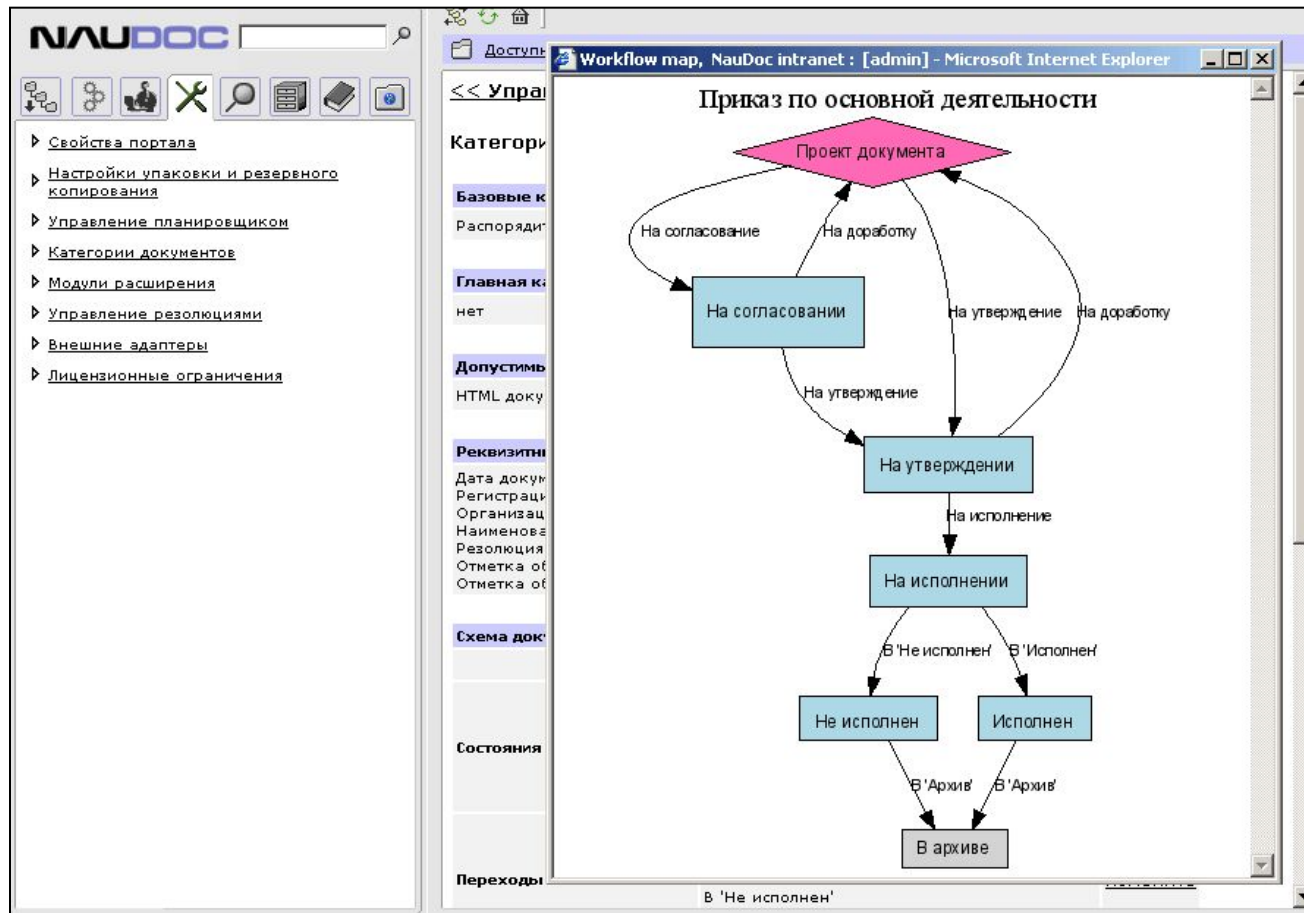 NAUDOC
Свойства портала
Настройки упаковки и резервного
копирования
Управление планировщиком
Категории документов
Модули расширения
Управление резолюциями
Внешние адаптеры
Лицензионные ограничения
<< Упра
Категори
Базовые к
Распоряди
Главная ка
нет
Допустимы
HTML доку
Реквизитн
Дата докум
Регистраци
Организац
Наименова
Резолюция
Отметка об
Отметка об
Схема док
Состояния
Переходы
В 'Не исполнен'
Workflow map, NauDoc intranet : [admin] - Microsoft Internet Explorer
Приказ по основной деятельности
Проект документа
На согласование
На доработку
На согласовании
На утверждение
На доработку
На утверждение
На утверждении
На исполнение
На исполнении
В 'Не исполнен'
В 'Исполнен'
Не исполнен
Исполнен
В 'Архив'
В 'Архив'
В архиве